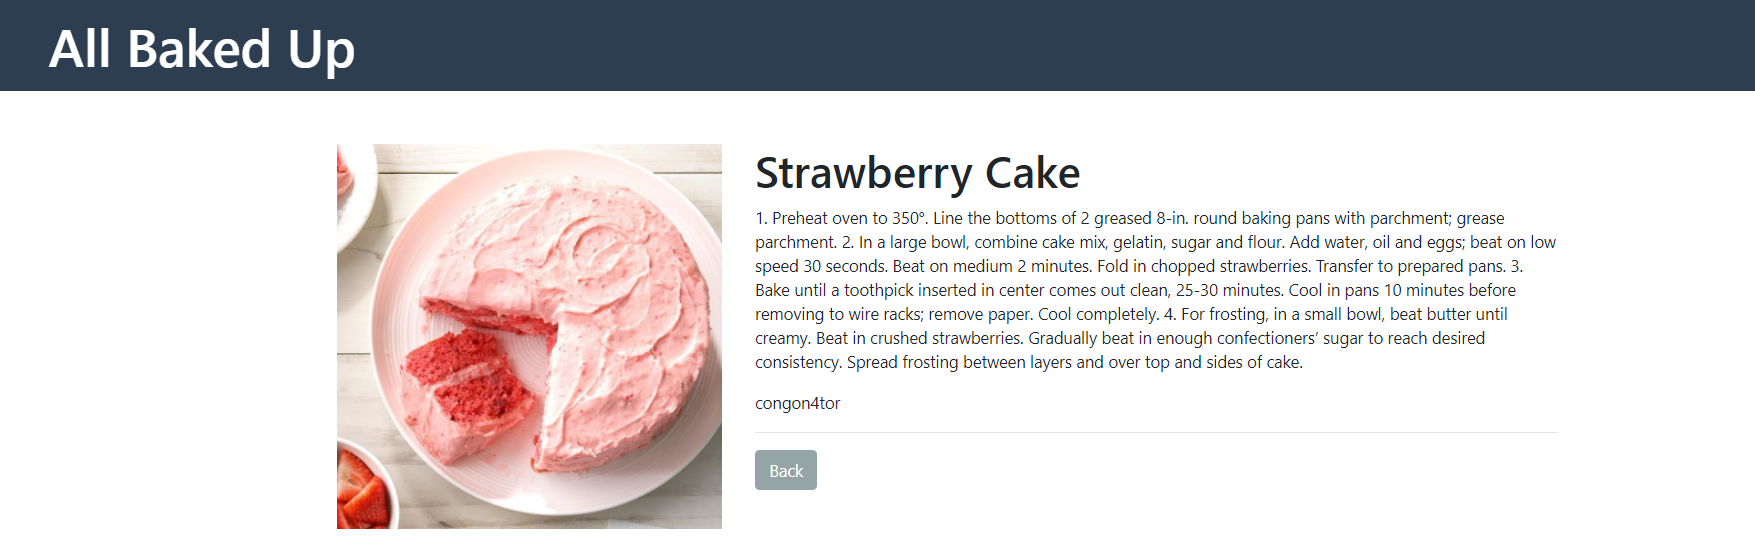 All Baked Up
Strawberry Cake
1. Preheat oven to 350°. Line the bottoms of 2 greased 8-in. round baking pans with parchment; grease
parchment. 2. In a large bowl, combine cake mix, gelatin, sugar and flour. Add water, oil and eggs; beat on low
speed 30 seconds. Beat on medium 2 minutes. Fold in chopped strawberries. Transfer to prepared pans. 3.
Bake until a toothpick inserted in center comes out clean, 25-30 minutes. Cool in pans 10 minutes before
removing to wire racks; remove paper. Cool completely. 4. For frosting, in a small bowl, beat butter until
creamy. Beat in crushed strawberries. Gradually beat in enough confectioners’ sugar to reach desired
consistency. Spread frosting between layers and over top and sides of cake.
congon4tor
Back